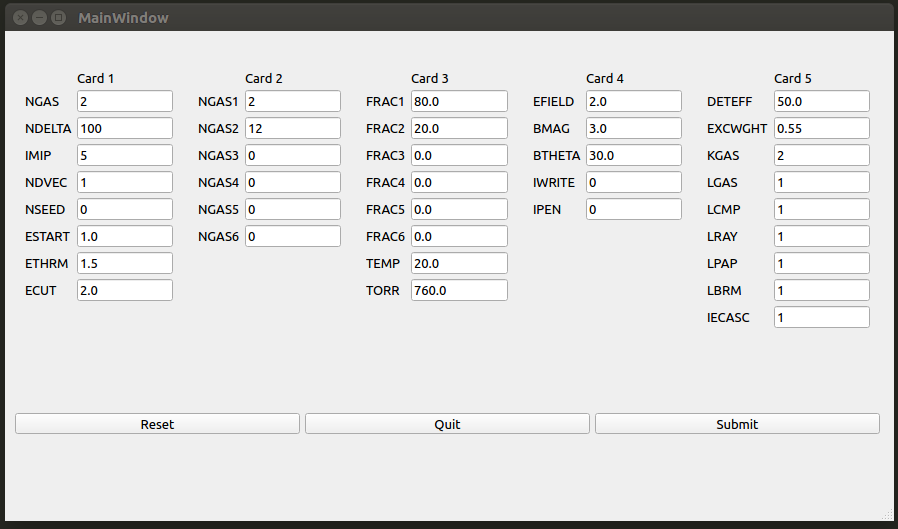 MainWindow
Card 1 Card 2 Card 3 Card 4 Card 5
NGAS 2 NGAS1 2 FRAC1 80.0 EFIELD 2.0 DETEFF 50.0
NDELTA 100 NGAS2 12 FRAC2 20.0 BMAG 3.0 EXCWGHT 0.55
IMIP 5 NGAS3 0 FRAC3 0.0 BTHETA 30.0 KGAS 2
NDVEC 1 NGAS4 0 FRAC4 0.0 IWRITE 0 LGAS 1
NSEED 0 NGAS5 0 FRAC5 0.0 IPEN 0 LCMP 1
ESTART 1.0 NGAS6 0 FRAC6 0.0 LRAY 1
ETHRM 1.5 TEMP 20.0 LPAP 1
ECUT 2.0 TORR 760.0 LBRM 1
IECASC 1
Reset Quit Submit